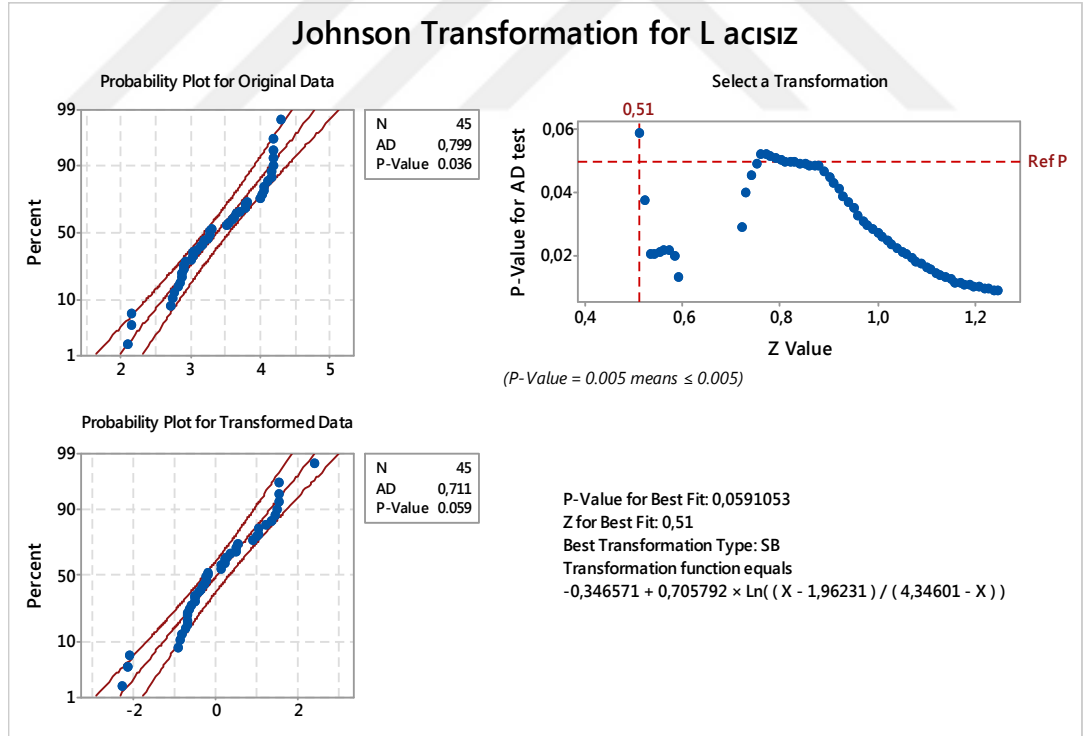 Johnson Transformation for L acısız
Probability Plot for Original Data
Percent
99
90
50
10
1
2 3 4 5
N 45
AD 0,799
P-Value 0.036
Select a Transformation
0,51
P-Value for AD test
0,06
0,04
0,02
Ref P
0,4 0,6 0,8 1,0 1,2
Z Value
(P-Value = 0.005 means ≤ 0.005)
Probability Plot for Transformed Data
Percent
99
90
50
10
1
-2 0 2
N 45
AD 0,711
P-Value 0.059
P-Value for Best Fit: 0,0591053
Z for Best Fit: 0,51
Best Transformation Type: SB
Transformation function equals
-0,346571 + 0,705792 × Ln( ( X - 1,96231 ) / ( 4,34601 - X ) )